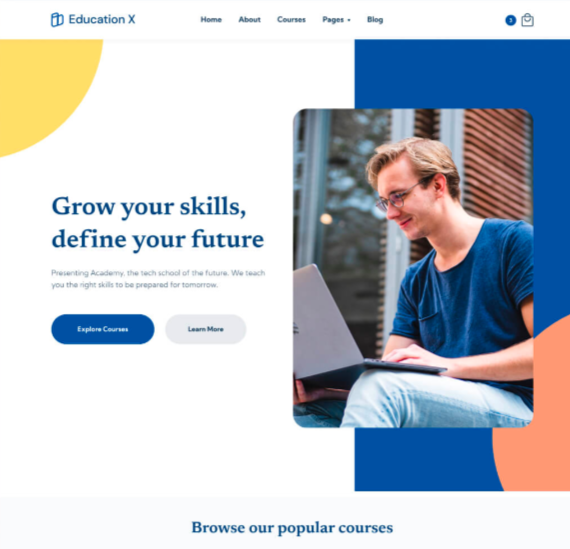 Education X
Home About Courses Pages Blog
Grow your skills,
define your future
Presenting Academy, the tech school of the future. We teach
you the right skills to be prepared for tomorrow.
Explore Courses Learn More
Browse our popular courses